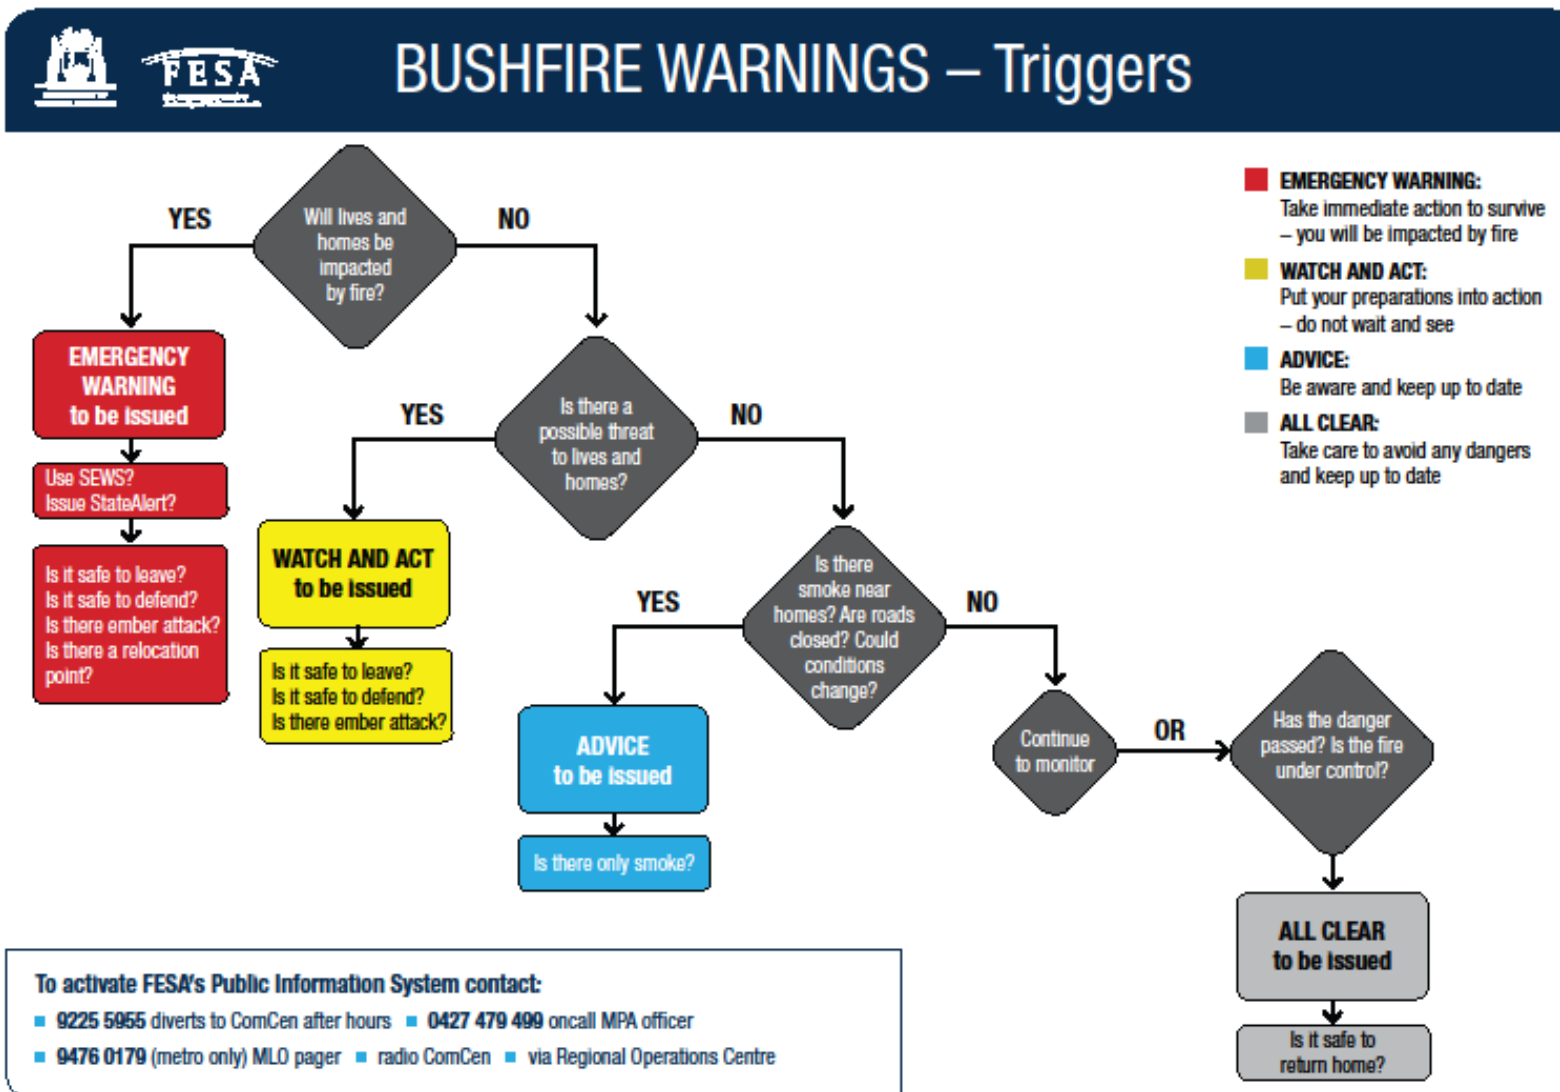 FESA
BUSHFIRE WARNINGS – Triggers
Will lives and
homes be
impacted
by fire?
YES
NO
EMERGENCY
WARNING
to be issued
Use SEWS?
Issue StateAlert?
Is it safe to leave?
Is it safe to defend?
Is there ember attack?
Is there a relocation
point?
Is there a
possible threat
to lives and
homes?
YES
NO
WATCH AND ACT
to be issued
Is it safe to leave?
Is it safe to defend?
Is there ember attack?
Is there
smoke near
homes? Are roads
closed? Could
conditions
change?
YES
NO
ADVICE
to be issued
Is there only smoke?
Continue
to monitor
OR
Has the danger
passed? Is the fire
under control?
ALL CLEAR
to be issued
Is it safe to
return home?
EMERGENCY WARNING:
Take immediate action to survive
– you will be impacted by fire
WATCH AND ACT:
Put your preparations into action
– do not wait and see
ADVICE:
Be aware and keep up to date
ALL CLEAR:
Take care to avoid any dangers
and keep up to date
To activate FESA's Public Information System contact:
9225 5955 diverts to ComCen after hours 0427 479 499 oncall MPA officer
9476 0179 (metro only) MLO pager radio ComCen via Regional Operations Centre